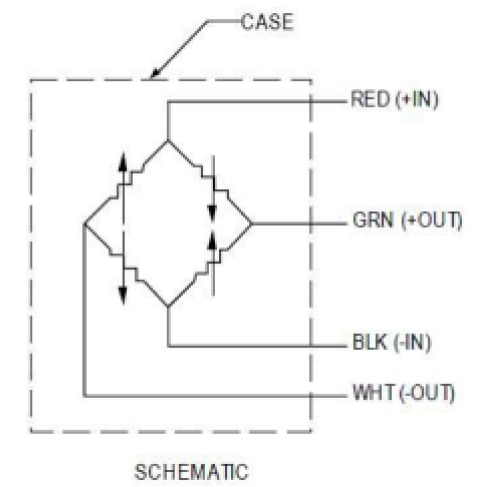 CASE
RED (+IN)
GRN (+OUT)
BLK (-IN)
WHT (-OUT)
SCHEMATIC